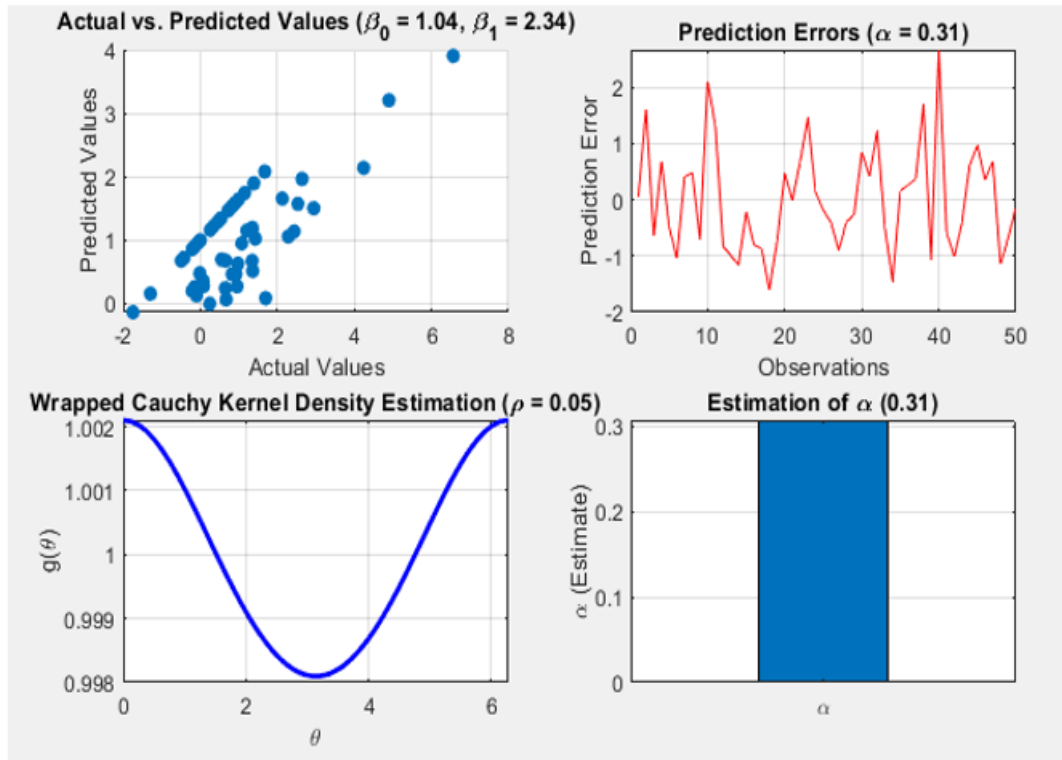 Actual vs. Predicted Values (β₀ = 1.04, β₁ = 2.34)
4
3
2
1
0
-2 0 2 4 6 8
Predicted Values
Actual Values
Prediction Errors (α = 0.31)
2
1
0
-1
-2
0 10 20 30 40 50
Prediction Error
Observations
Wrapped Cauchy Kernel Density Estimation (ρ = 0.05)
1.002
1.001
1
0.999
0.998
0 2 4 6
g(θ)
θ
Estimation of α (0.31)
0.3
0.2
0.1
0
α (Estimate)
α